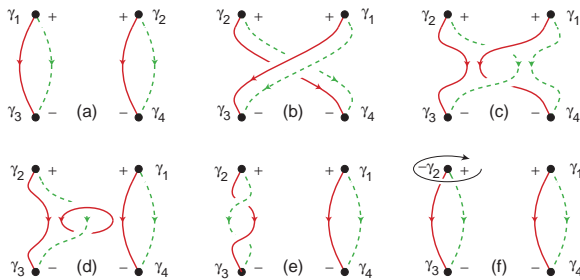 γ₁ + + γ₂ γ₂ + + γ₁ γ₂ + + γ₁
γ₃ − (a) − γ₄ γ₃ − (b) − γ₄ γ₃ − (c) − γ₄
γ₂ + + γ₁ γ₂ + + γ₁ −γ₂ + + γ₁
γ₃ − (d) − γ₄ γ₃ − (e) − γ₄ γ₃ − (f) − γ₄